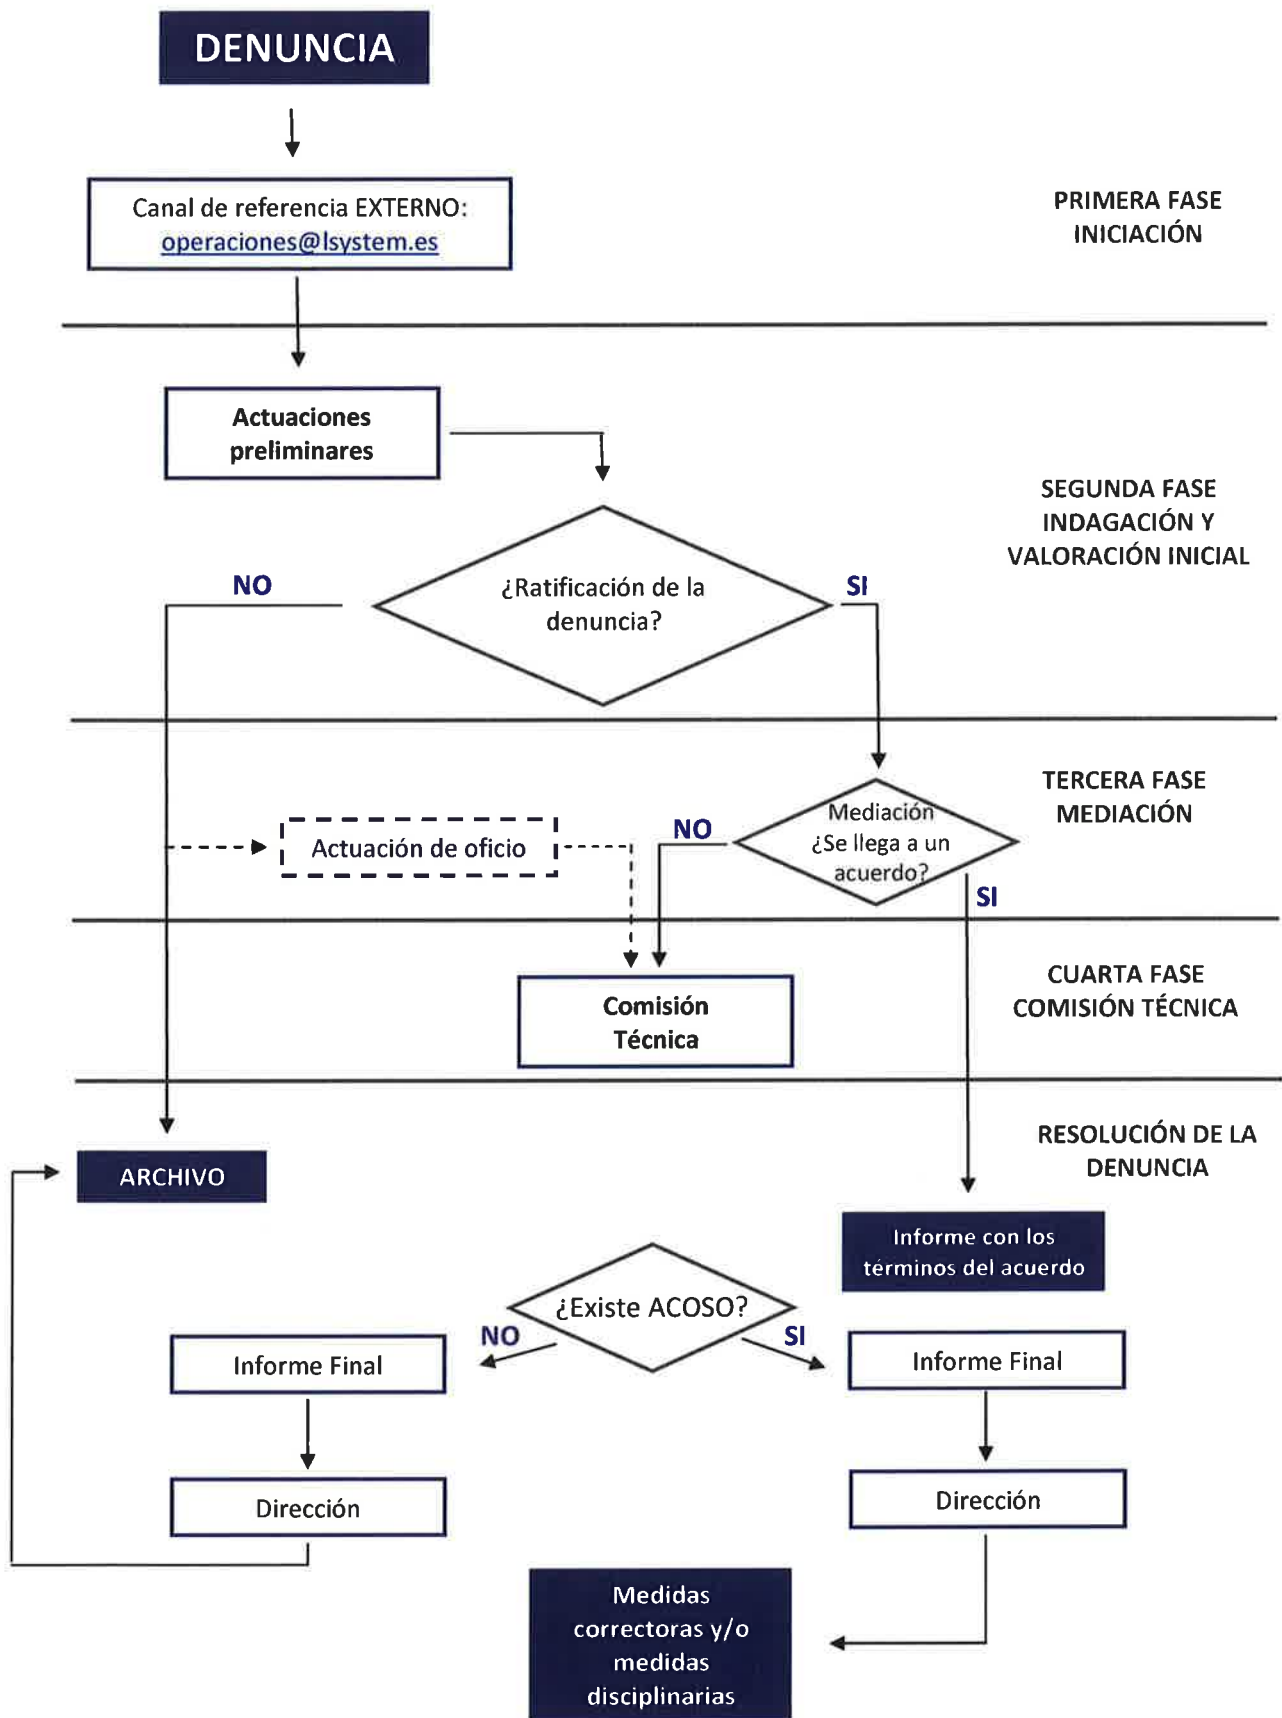 DENUNCIA
Canal de referencia EXTERNO:
operaciones@lsystem.es
PRIMERA FASE
INICIACIÓN
Actuaciones
preliminares
SEGUNDA FASE
INDAGACIÓN Y
VALORACIÓN INICIAL
NO
¿Ratificación de la
denuncia?
SI
TERCERA FASE
MEDIACIÓN
Actuación de oficio
NO
Mediación
¿Se llega a un
acuerdo?
SI
CUARTA FASE
COMISIÓN TÉCNICA
Comisión
Técnica
RESOLUCIÓN DE LA
DENUNCIA
ARCHIVO
Informe con los
términos del acuerdo
¿Existe ACOSO?
NO
SI
Informe Final
Informe Final
Dirección
Dirección
Medidas
correctoras y/o
medidas
disciplinarias